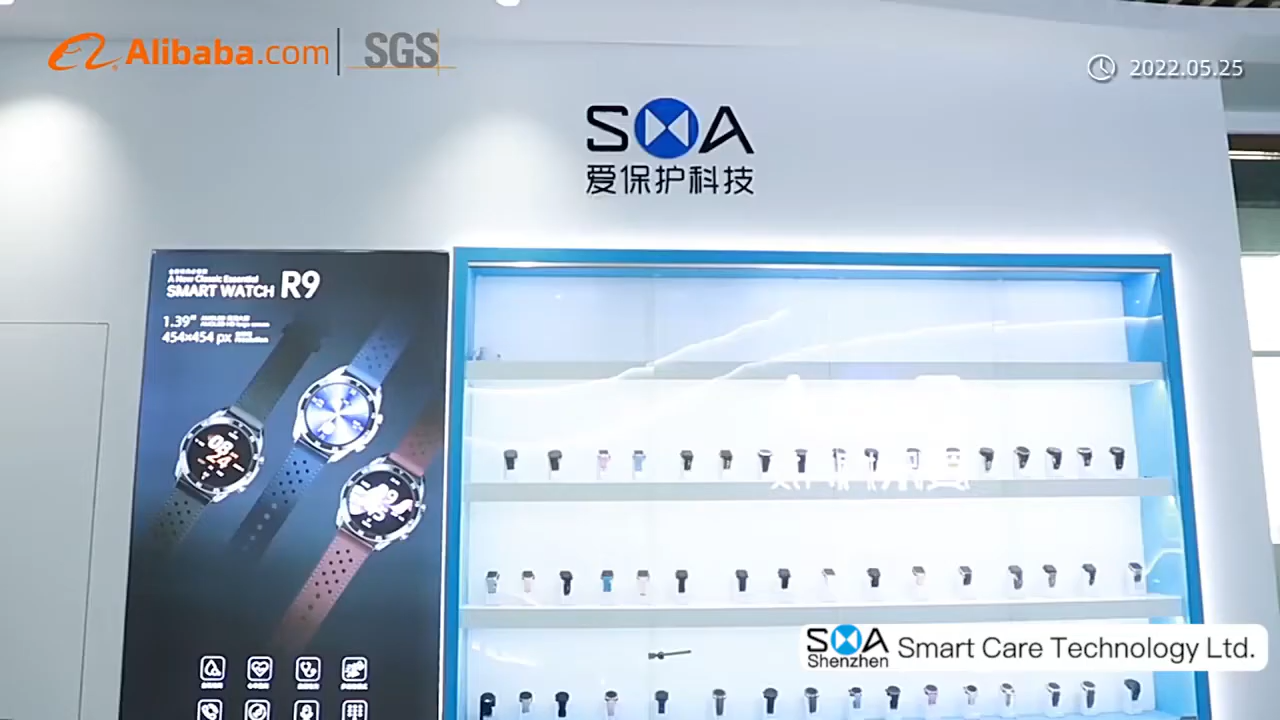 Alibaba.com
SGS
2022.05.25
SMA
爱保护科技
A New Classic Essential
SMART WATCH R9
1.39"
454×454 px
SMA Shenzhen
Smart Care Technology Ltd.